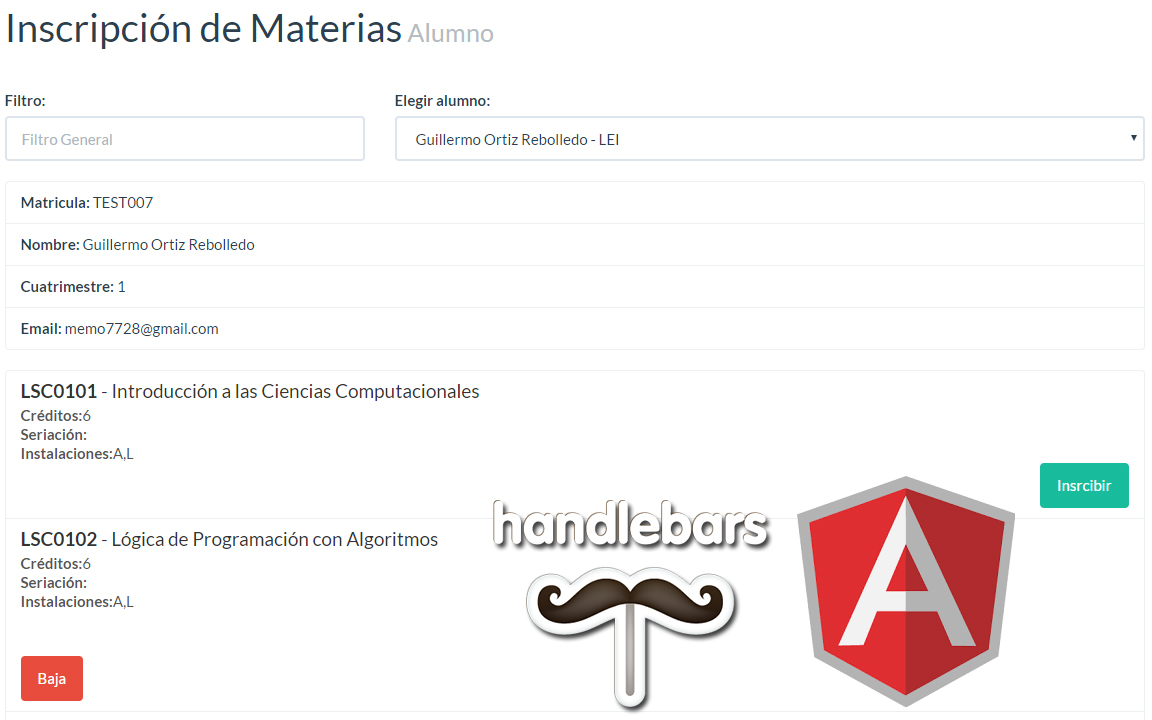 Inscripción de Materias Alumno
Filtro: Elegir alumno:
Filtro General Guillermo Ortiz Rebolledo - LEI
Matricula: TEST007
Nombre: Guillermo Ortiz Rebolledo
Cuatrimestre: 1
Email: memo7728@gmail.com
LSC0101 - Introducción a las Ciencias Computacionales
Créditos:6
Seriación:
Instalaciones:A,L
Insrcibir
handlebars
LSC0102 - Lógica de Programación con Algoritmos
Créditos:6
Seriación:
Instalaciones:A,L
A
Baja